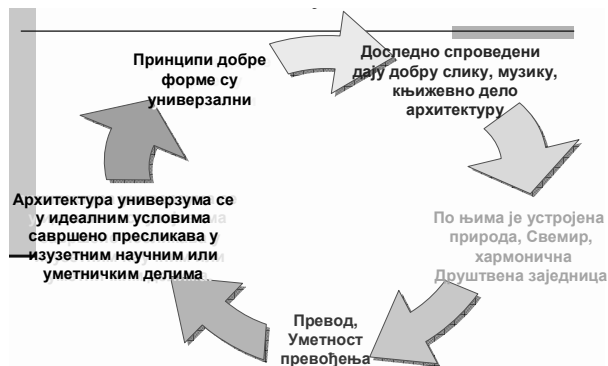 Принципи добре
форме су
универзални
Доследно спроведени
дају добру слику, музику,
књижевно дело
архитектуру
По њима је устројена
природа, Свемир,
хармонична
Друштвена заједница
Превод,
Уметност
превођења
Архитектура универзума се
у идеалним условима
савршено пресликава у
изузетним научним или
уметничким делима.